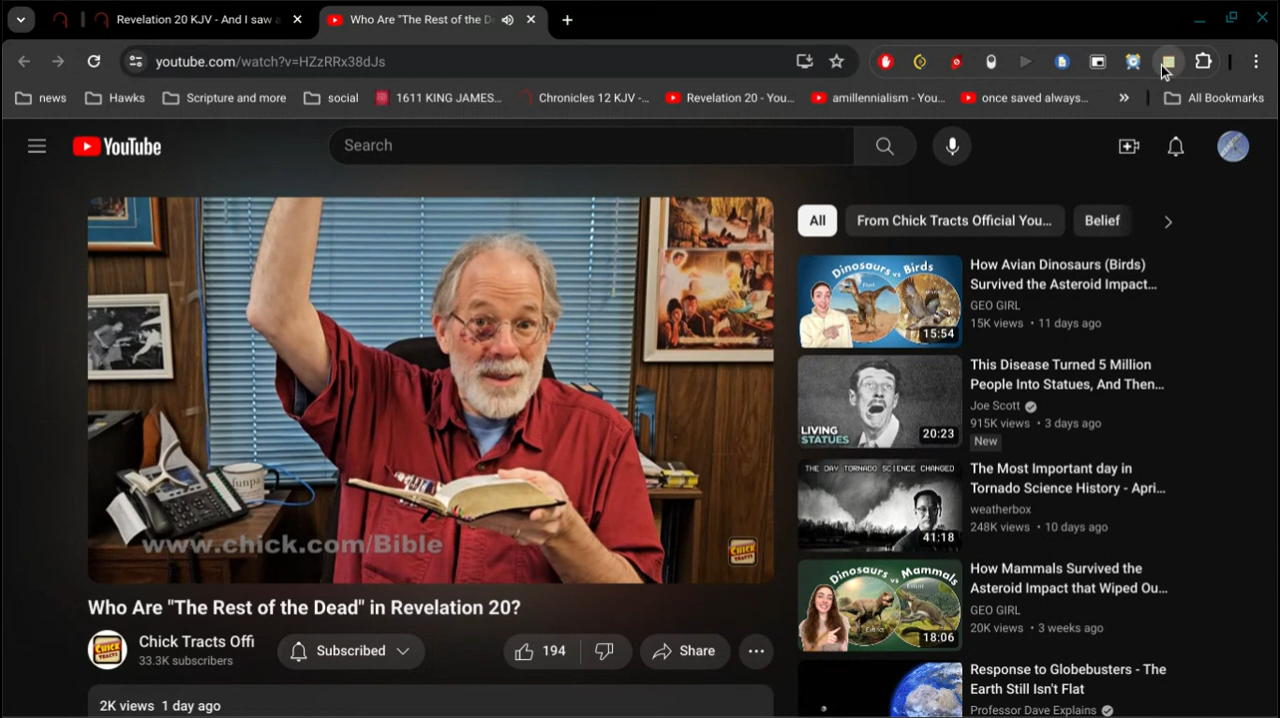 Revelation 20 KJV - And I saw a
Who Are "The Rest of the D
youtube.com/watch?v=HZzRRx38dJs
news
Hawks
Scripture and more
social
1611 KING JAMES...
Chronicles 12 KJV -...
Revelation 20 - You...
amillennialism - You...
once saved always...
All Bookmarks
YouTube
Search
www.chick.com/Bible
CHICK
TRACTS
Who Are "The Rest of the Dead" in Revelation 20?
CHICK
TRACTS
Chick Tracts Offi
33.3K subscribers
Subscribed
194
Share
2K views 1 day ago
All
From Chick Tracts Official You...
Belief
Dinosaurs vs Birds
15:54
How Avian Dinosaurs (Birds)
Survived the Asteroid Impact...
GEO GIRL
15K views • 11 days ago
LIVING
STATUES
20:23
This Disease Turned 5 Million
People Into Statues, And Then...
Joe Scott
915K views • 3 days ago
New
THE DAY TORNADO SCIENCE CHANGED
41:18
The Most Important day in
Tornado Science History - Apri...
weatherbox
248K views • 10 days ago
Dinosaurs vs Mammals
18:06
How Mammals Survived the
Asteroid Impact that Wiped Ou...
GEO GIRL
20K views • 3 weeks ago
Response to Globebusters - The
Earth Still Isn't Flat
Professor Dave Explains